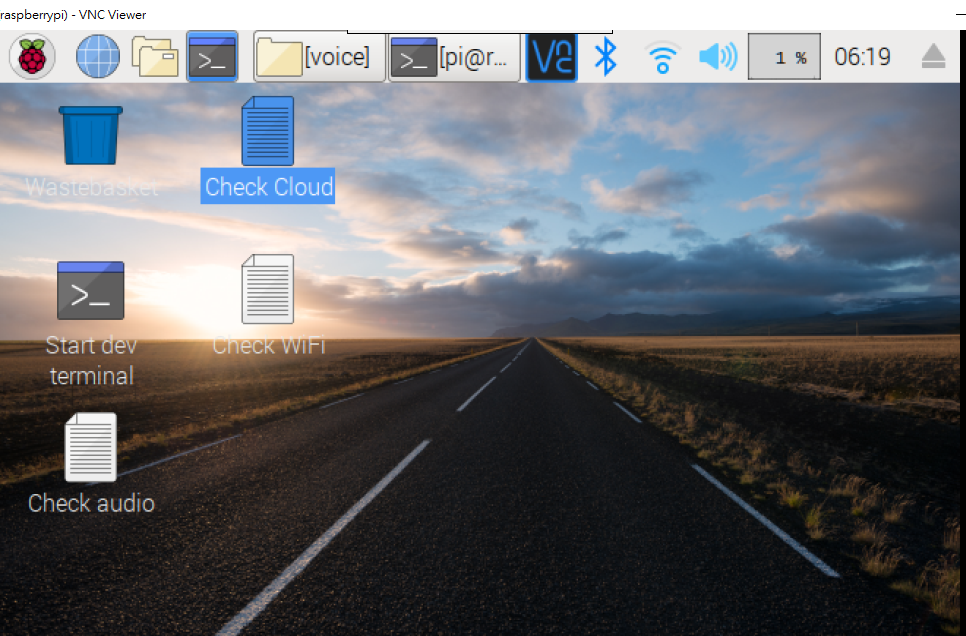 raspberrypi) - VNC Viewer
>_
[voice]
>_
[pi@r...
1 %
06:19
Wastebasket
Check Cloud
>_
Start dev
terminal
Check WiFi
Check audio